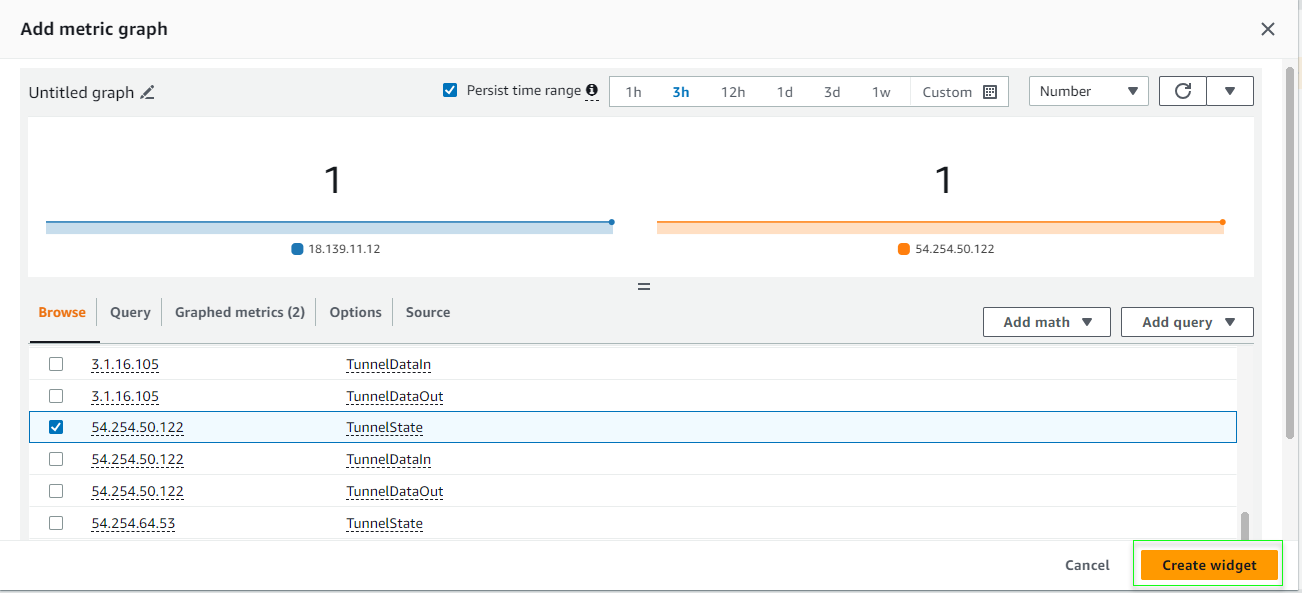 Add metric graph
Untitled graph Persist time range 1h 3h 12h 1d 3d 1w Custom Number
1 1
18.139.11.12 54.254.50.122
Browse Query Graphed metrics (2) Options Source Add math Add query
3.1.16.105 TunnelDataIn
3.1.16.105 TunnelDataOut
54.254.50.122 TunnelState
54.254.50.122 TunnelDataIn
54.254.50.122 TunnelDataOut
54.254.64.53 TunnelState
Cancel Create widget